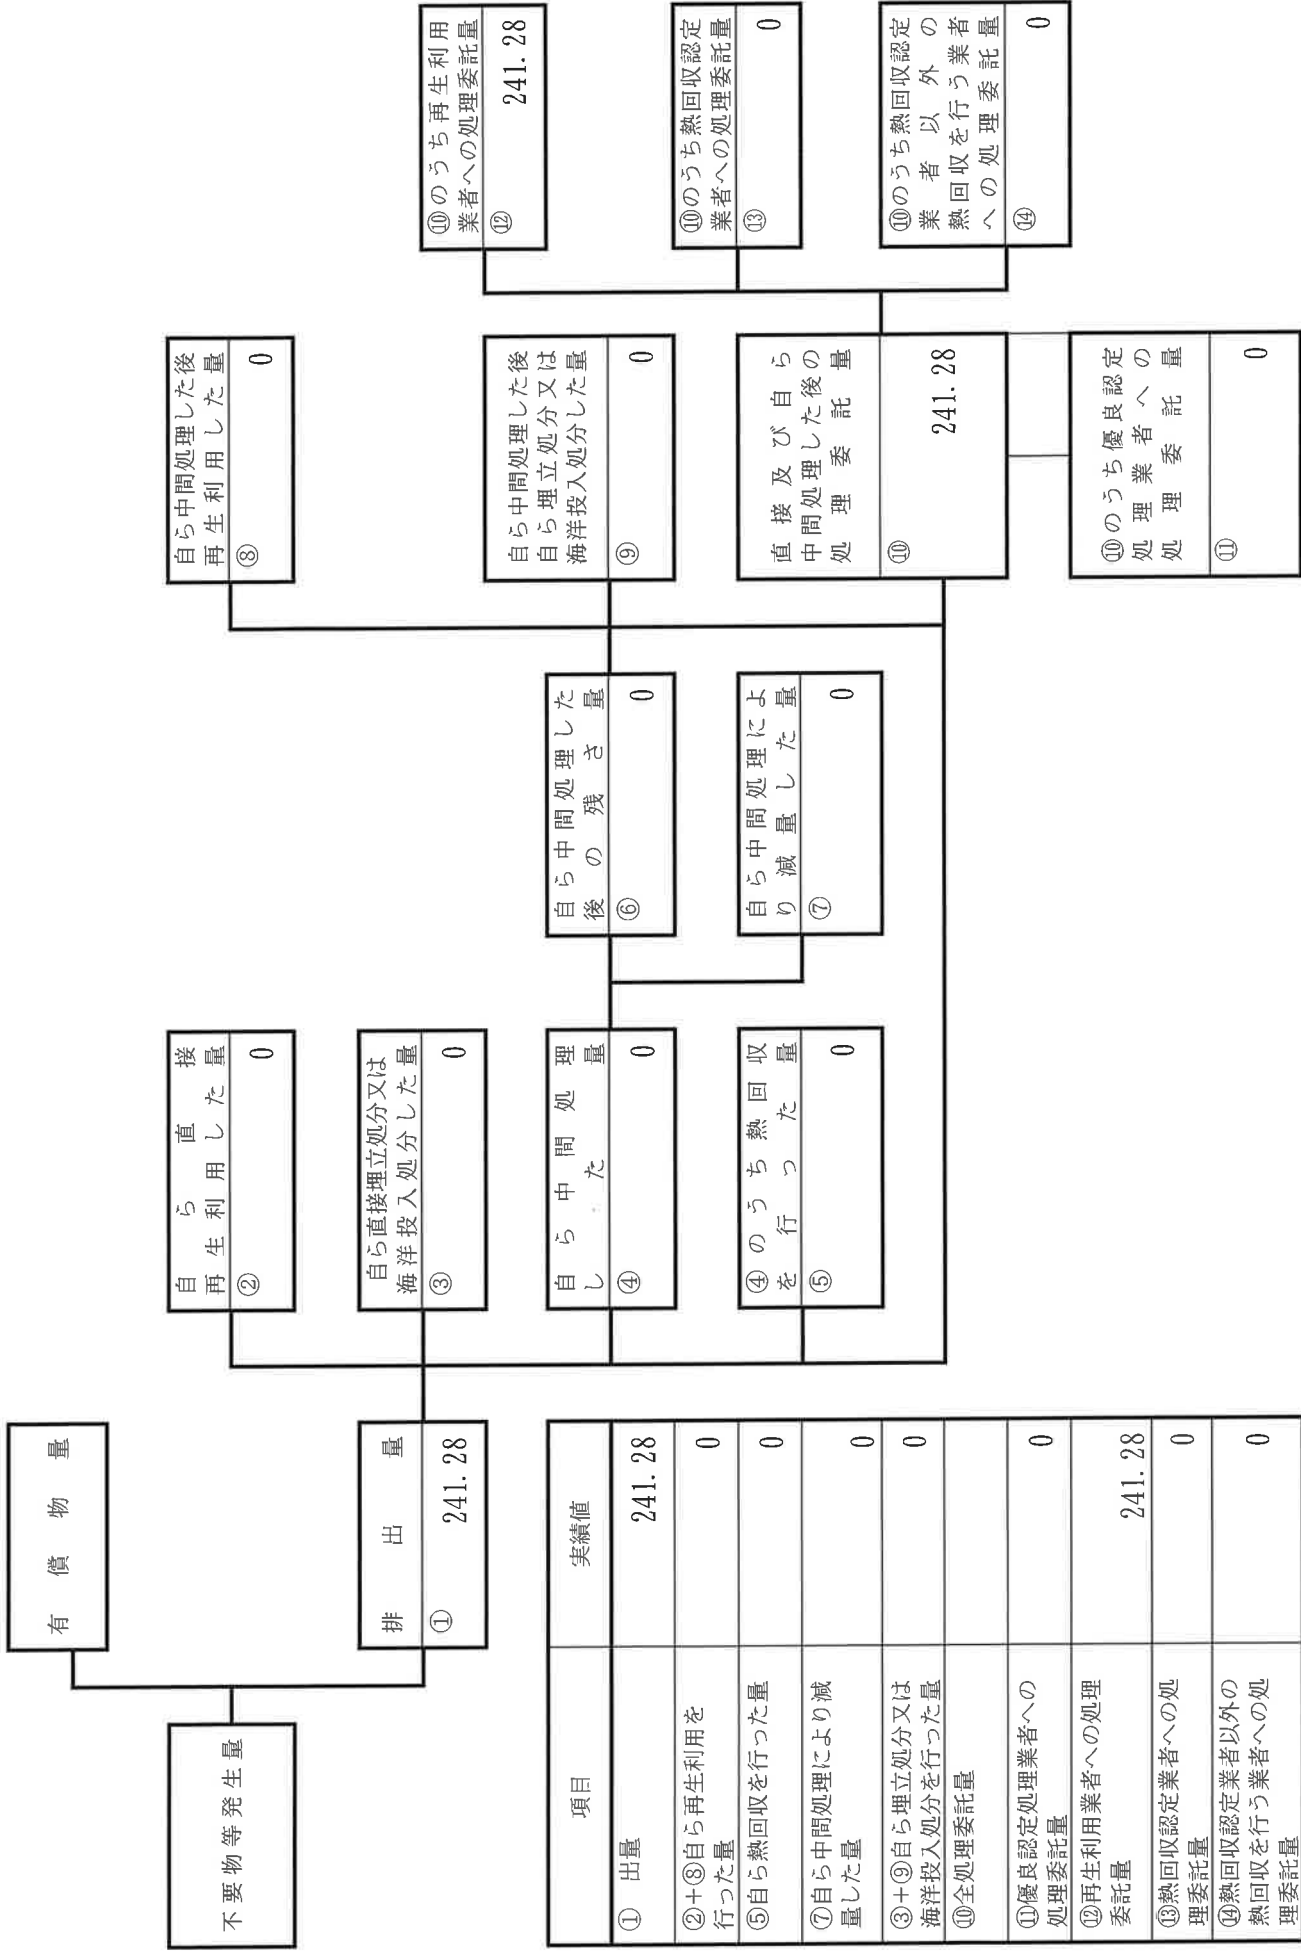 不要物等発生量
有償物量
排出量
① 241.28
自ら直接
再生利用した量
② 0
自ら直接埋立処分又は
海洋投入処分した量
③ 0
自ら中間処理
した量
④ 0
④のうち熱回収
を行った量
⑤ 0
自ら中間処理した
後の残さ量
⑥ 0
自ら中間処理によ
り減量した量
⑦ 0
自ら中間処理した後
再生利用した量
⑧ 0
自ら中間処理した後
自ら埋立処分又は
海洋投入処分した量
⑨ 0
直接及び自ら
中間処理した後の
処理委託量
⑩ 241.28
⑩のうち優良認定
処理業者への
処理委託量
⑪ 0
⑩のうち再生利用
業者への処理委託量
⑫ 241.28
⑩のうち熱回収認定
業者への処理委託量
⑬ 0
⑩のうち熱回収認定
業者以外の
熱回収を行う業者
への処理委託量
⑭ 0
項目 実績値
① 出量 241.28
②+⑧自ら再生利用を
行った量 0
⑤自ら熱回収を行った量 0
⑦自ら中間処理により減
量した量 0
③+⑨自ら埋立処分又は
海洋投入処分を行った量 0
⑩全処理委託量
⑪優良認定処理業者への
処理委託量 0
⑫再生利用業者への処理
委託量 241.28
⑬熱回収認定業者への処
理委託量 0
⑭熱回収認定業者以外の
熱回収を行う業者への処
理委託量 0